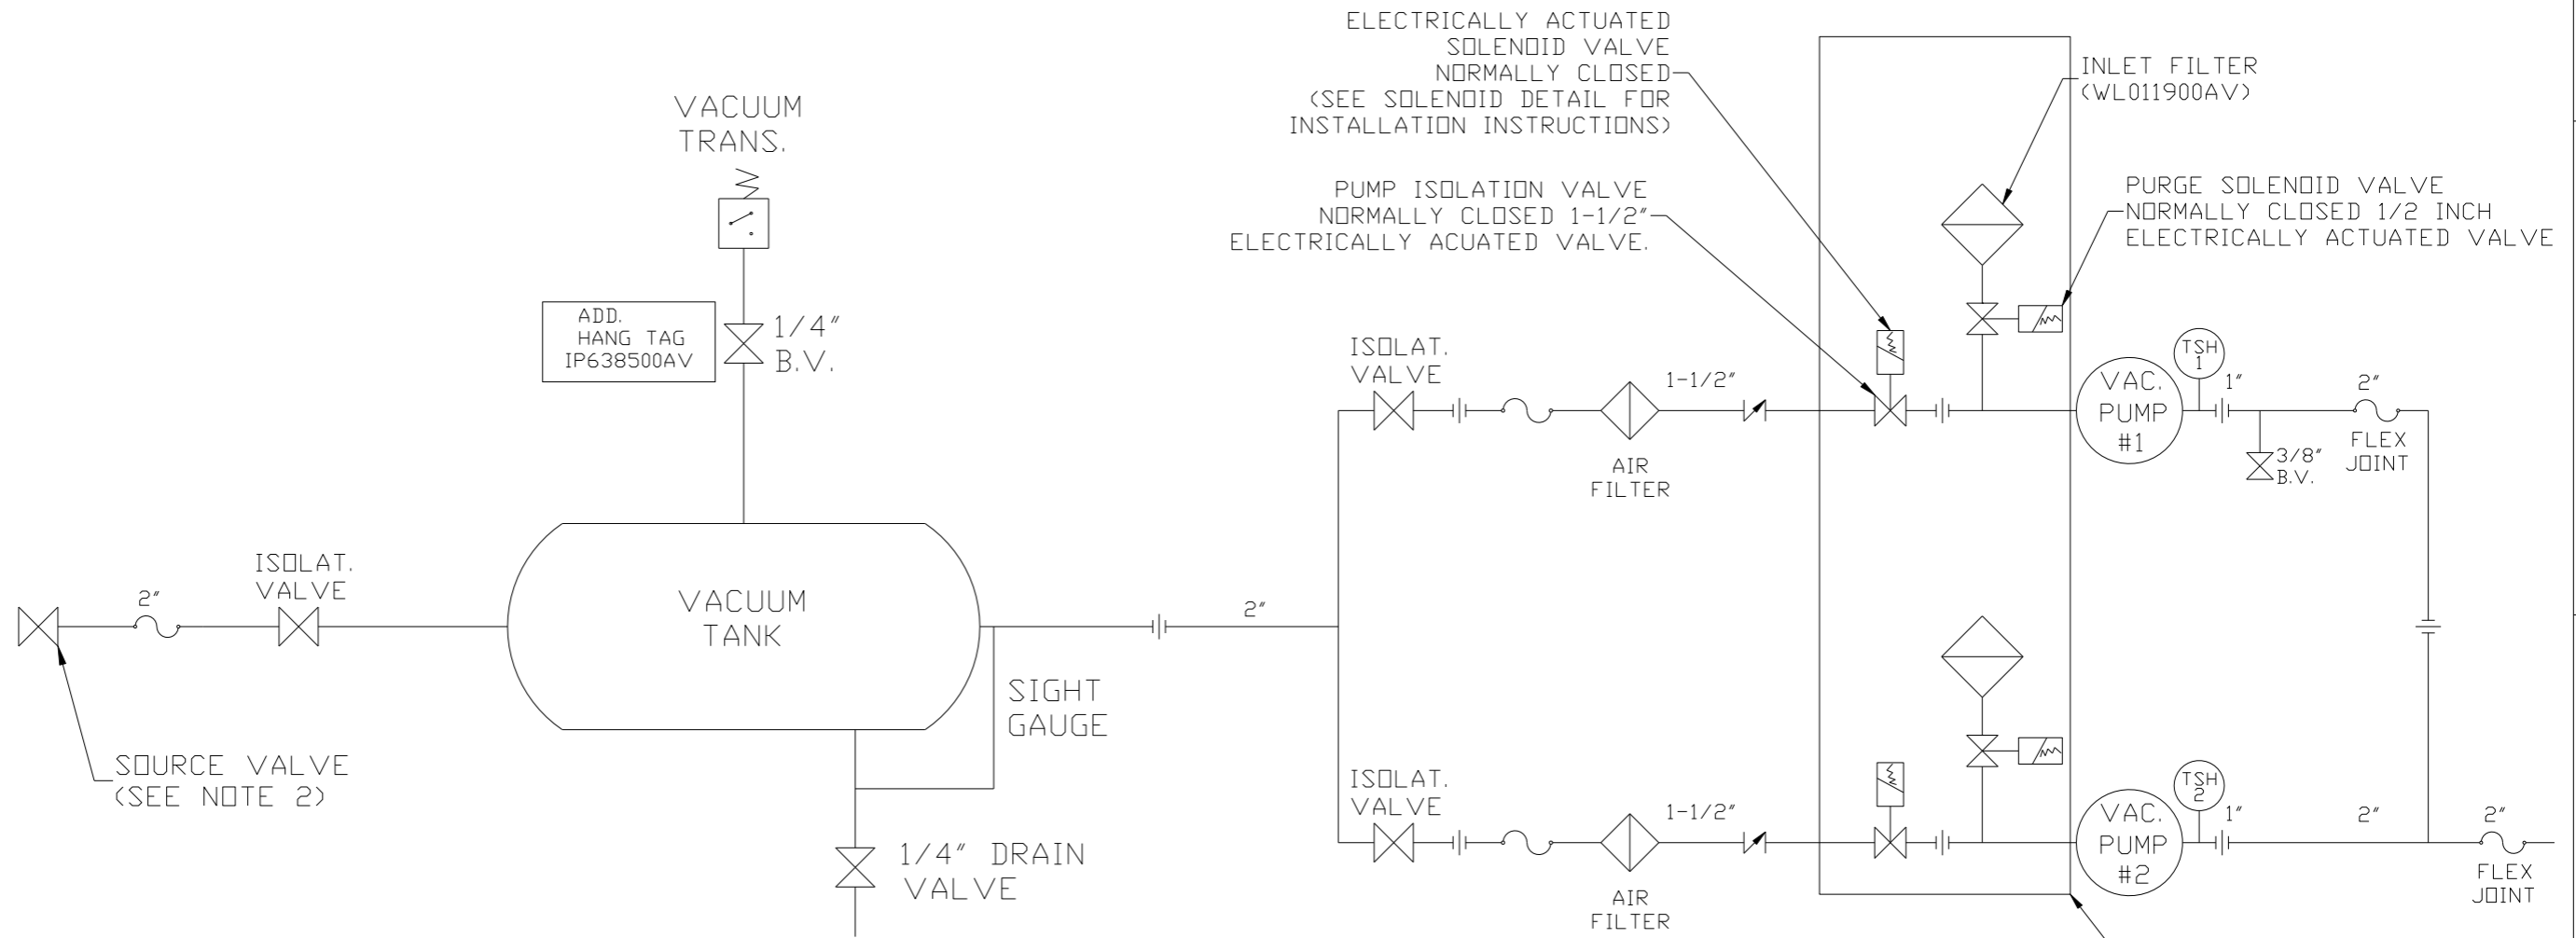 ELECTRICALLY ACTUATED
SOLENOID VALVE
NORMALLY CLOSED
(SEE SOLENOID DETAIL FOR
INSTALLATION INSTRUCTIONS)
INLET FILTER
(WL011900AV)
VACUUM
TRANS.
PUMP ISOLATION VALVE
NORMALLY CLOSED 1-1/2"
ELECTRICALLY ACUATED VALVE.
PURGE SOLENOID VALVE
NORMALLY CLOSED 1/2 INCH
ELECTRICALLY ACTUATED VALVE
ADD.
HANG TAG
IP638500AV
1/4"
B.V.
ISOLAT.
VALVE
1-1/2"
AIR
FILTER
VAC.
PUMP
#1
TSH
1
1"
2"
3/8"
B.V.
FLEX
JOINT
ISOLAT.
VALVE
2"
VACUUM
TANK
2"
SIGHT
GAUGE
SOURCE VALVE
(SEE NOTE 2)
1/4" DRAIN
VALVE
ISOLAT.
VALVE
1-1/2"
AIR
FILTER
VAC.
PUMP
#2
TSH
2
1"
2"
2"
FLEX
JOINT